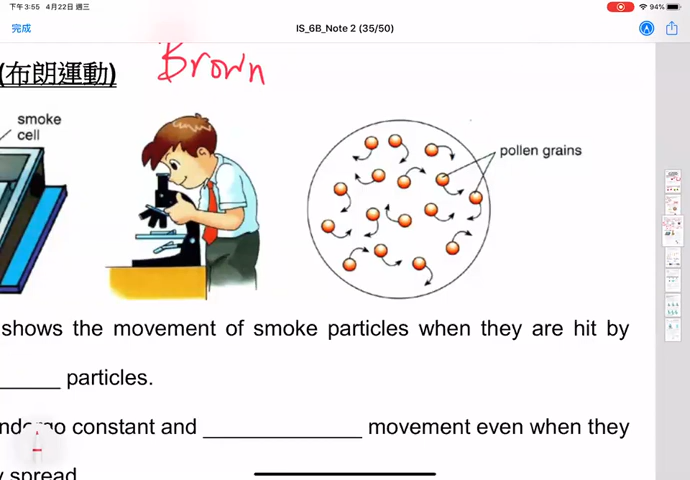 下午3:55 4月22日 週三
94%
完成
IS_6B_Note 2 (35/50)
(布朗運動)
Brown
smoke
cell
pollen grains
shows the movement of smoke particles when they are hit by
particles.
constant and ______________ movement even when they
spread